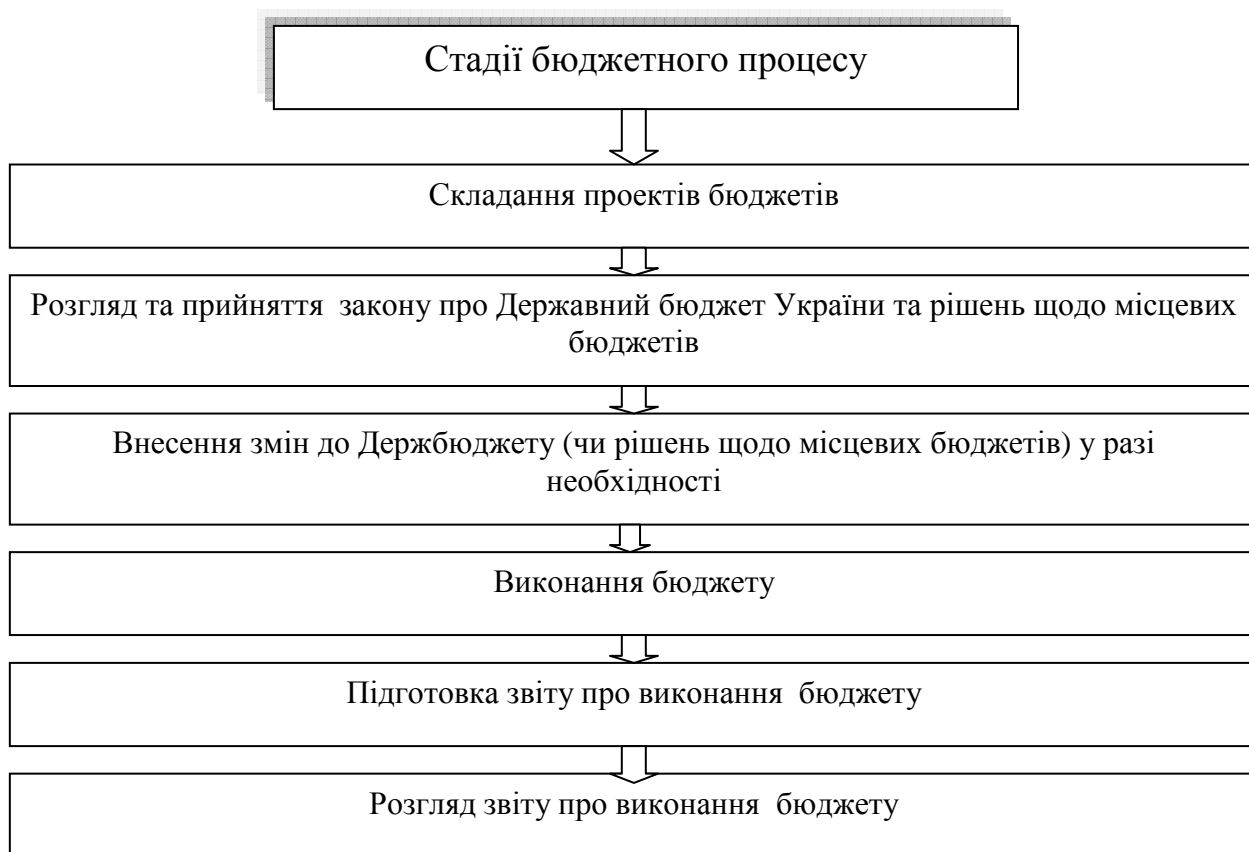 Стадії бюджетного процесу
Складання проектів бюджетів
Розгляд та прийняття закону про Державний бюджет України та рішень щодо місцевих
бюджетів
Внесення змін до Держбюджету (чи рішень щодо місцевих бюджетів) у разі
необхідності
Виконання бюджету
Підготовка звіту про виконання бюджету
Розгляд звіту про виконання бюджету